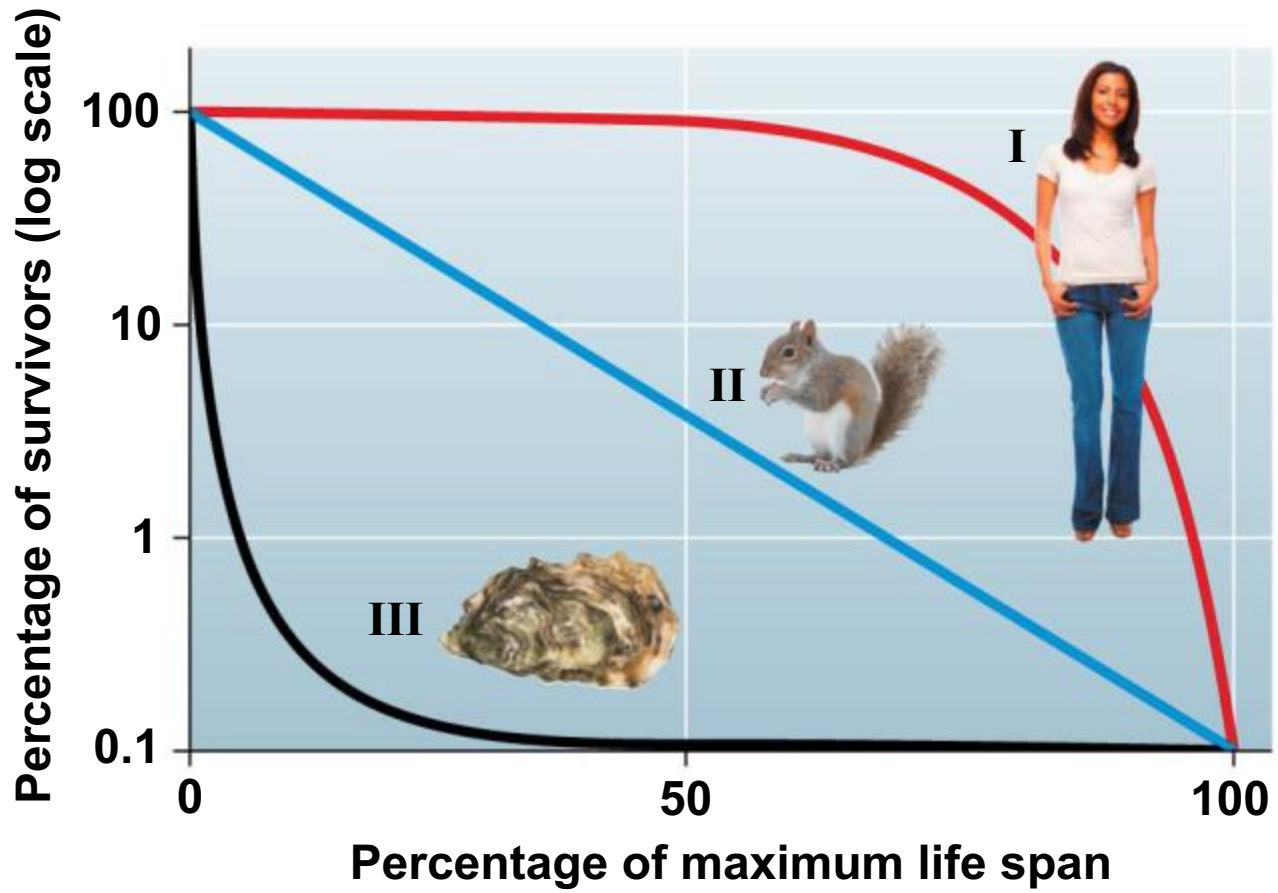 Percentage of survivors (log scale)
100
10
1
0.1
I
II
III
0
50
100
Percentage of maximum life span